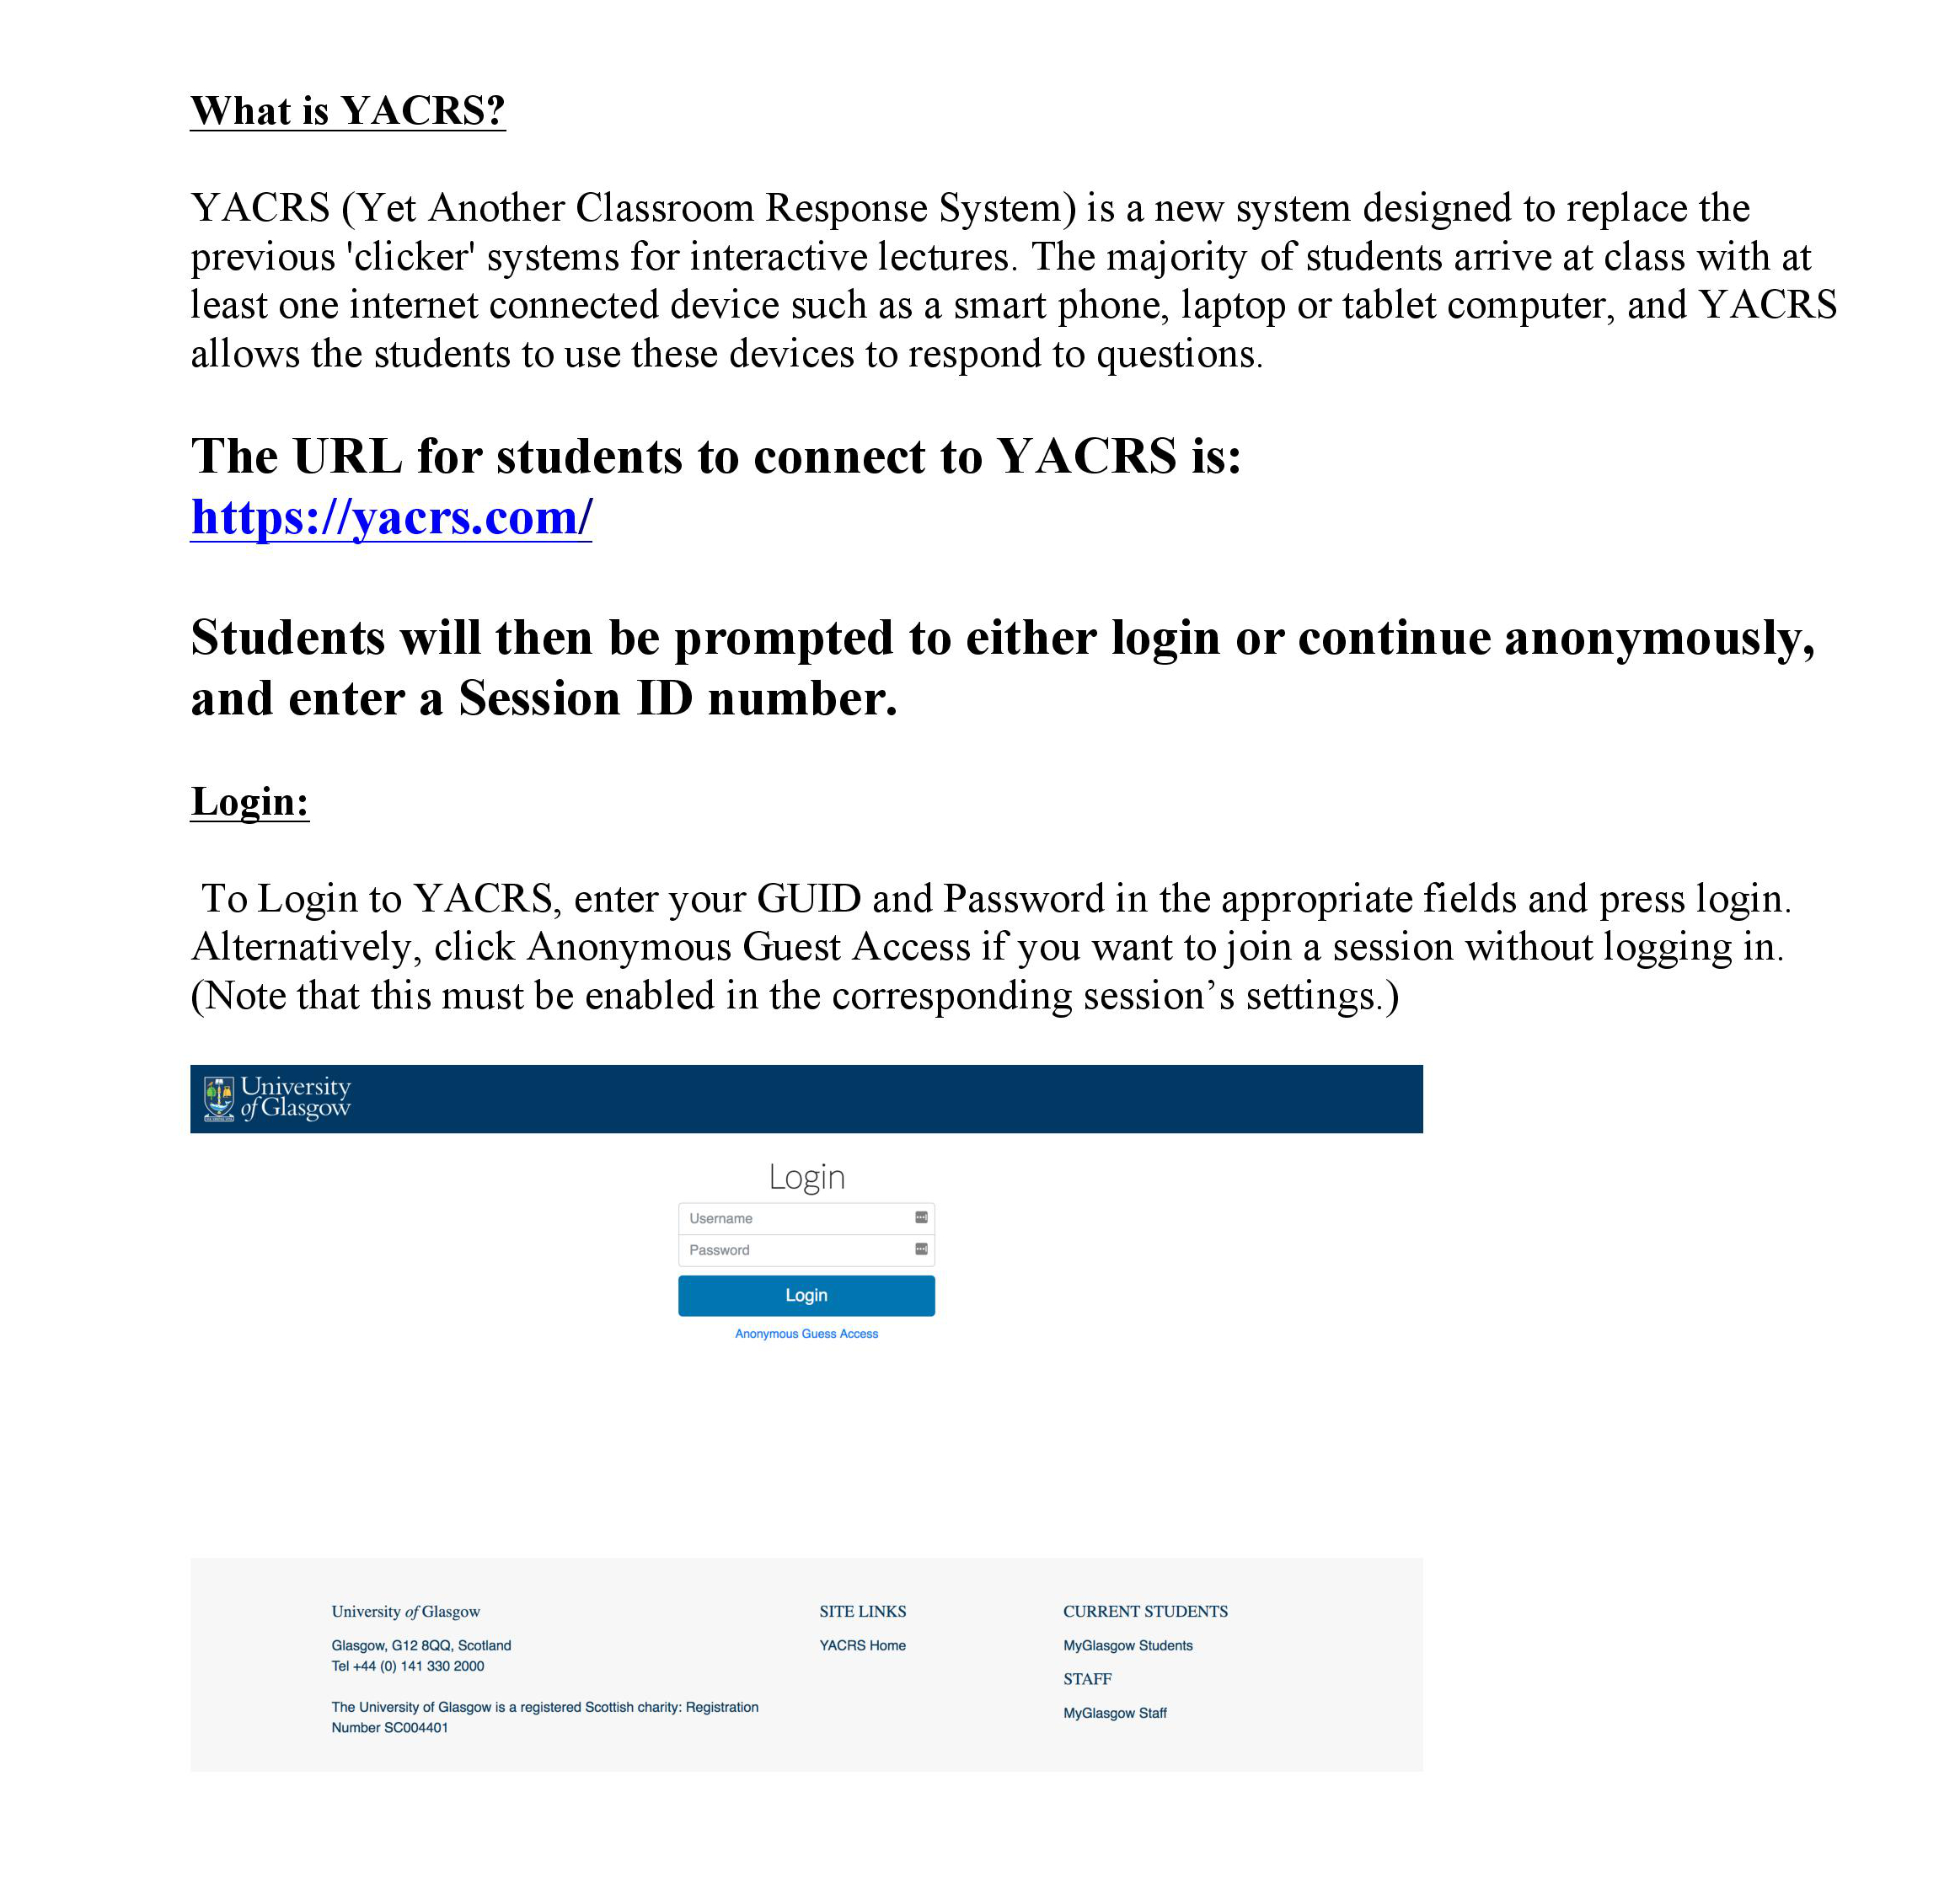 What is YACRS?
YACRS (Yet Another Classroom Response System) is a new system designed to replace the
previous 'clicker' systems for interactive lectures. The majority of students arrive at class with at
least one internet connected device such as a smart phone, laptop or tablet computer, and YACRS
allows the students to use these devices to respond to questions.
The URL for students to connect to YACRS is:
https://yacrs.com/
Students will then be prompted to either login or continue anonymously,
and enter a Session ID number.
Login:
To Login to YACRS, enter your GUID and Password in the appropriate fields and press login.
Alternatively, click Anonymous Guest Access if you want to join a session without logging in.
(Note that this must be enabled in the corresponding session’s settings.)
University
of Glasgow
Login
Username
Password
Login
Anonymous Guess Access
University of Glasgow
Glasgow, G12 8QQ, Scotland
Tel +44 (0) 141 330 2000
The University of Glasgow is a registered Scottish charity: Registration
Number SC004401
SITE LINKS
YACRS Home
CURRENT STUDENTS
MyGlasgow Students
STAFF
MyGlasgow Staff